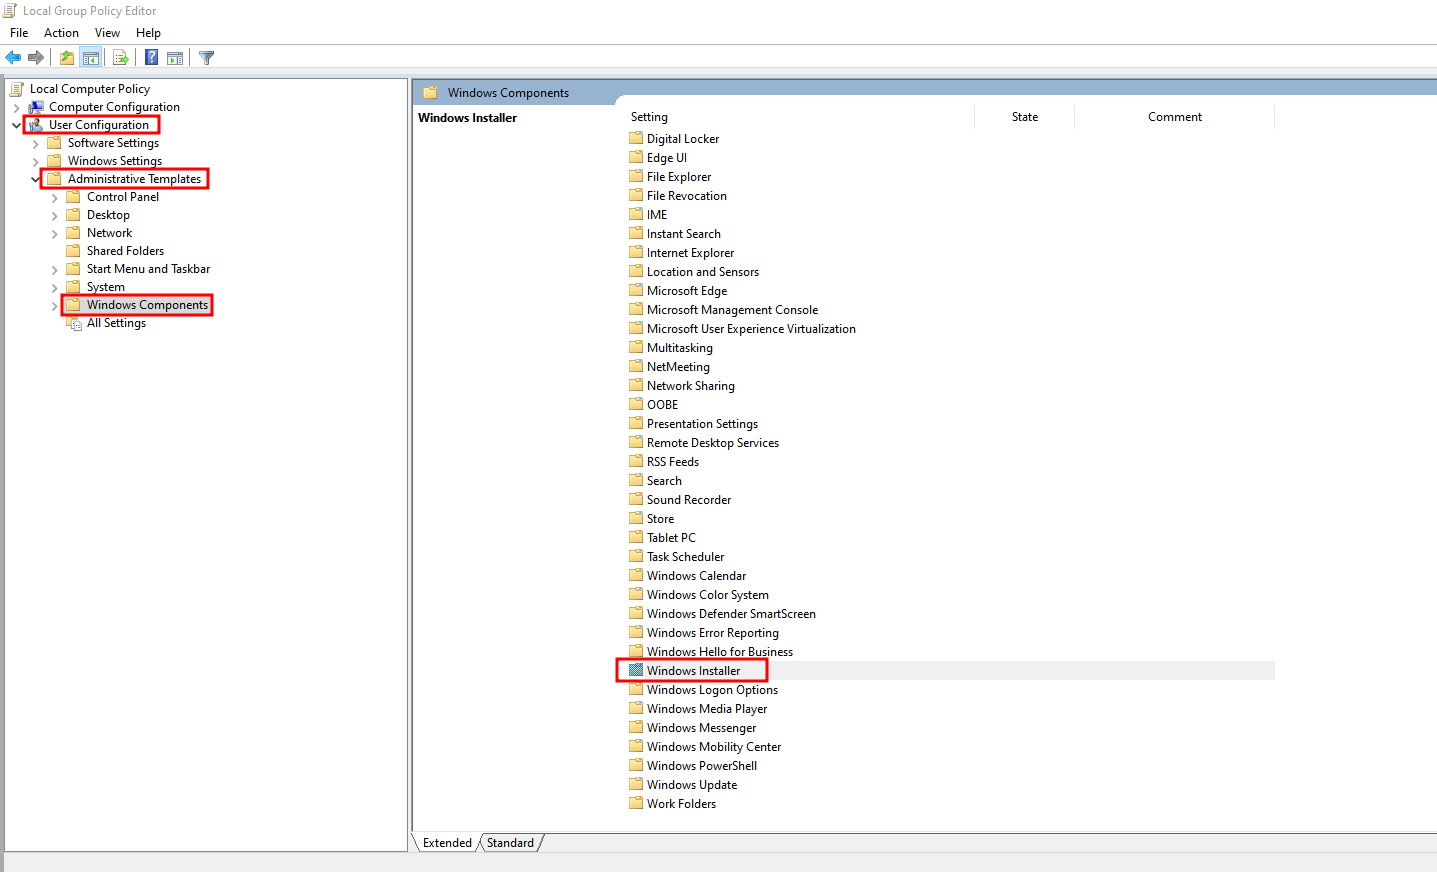 Local Group Policy Editor
File Action View Help
Local Computer Policy
Computer Configuration
User Configuration
Software Settings
Windows Settings
Administrative Templates
Control Panel
Desktop
Network
Shared Folders
Start Menu and Taskbar
System
Windows Components
All Settings
Windows Components
Windows Installer
Setting State Comment
Digital Locker
Edge UI
File Explorer
File Revocation
IME
Instant Search
Internet Explorer
Location and Sensors
Microsoft Edge
Microsoft Management Console
Microsoft User Experience Virtualization
Multitasking
NetMeeting
Network Sharing
OOBE
Presentation Settings
Remote Desktop Services
RSS Feeds
Search
Sound Recorder
Store
Tablet PC
Task Scheduler
Windows Calendar
Windows Color System
Windows Defender SmartScreen
Windows Error Reporting
Windows Hello for Business
Windows Installer
Windows Logon Options
Windows Media Player
Windows Messenger
Windows Mobility Center
Windows PowerShell
Windows Update
Work Folders
Extended Standard